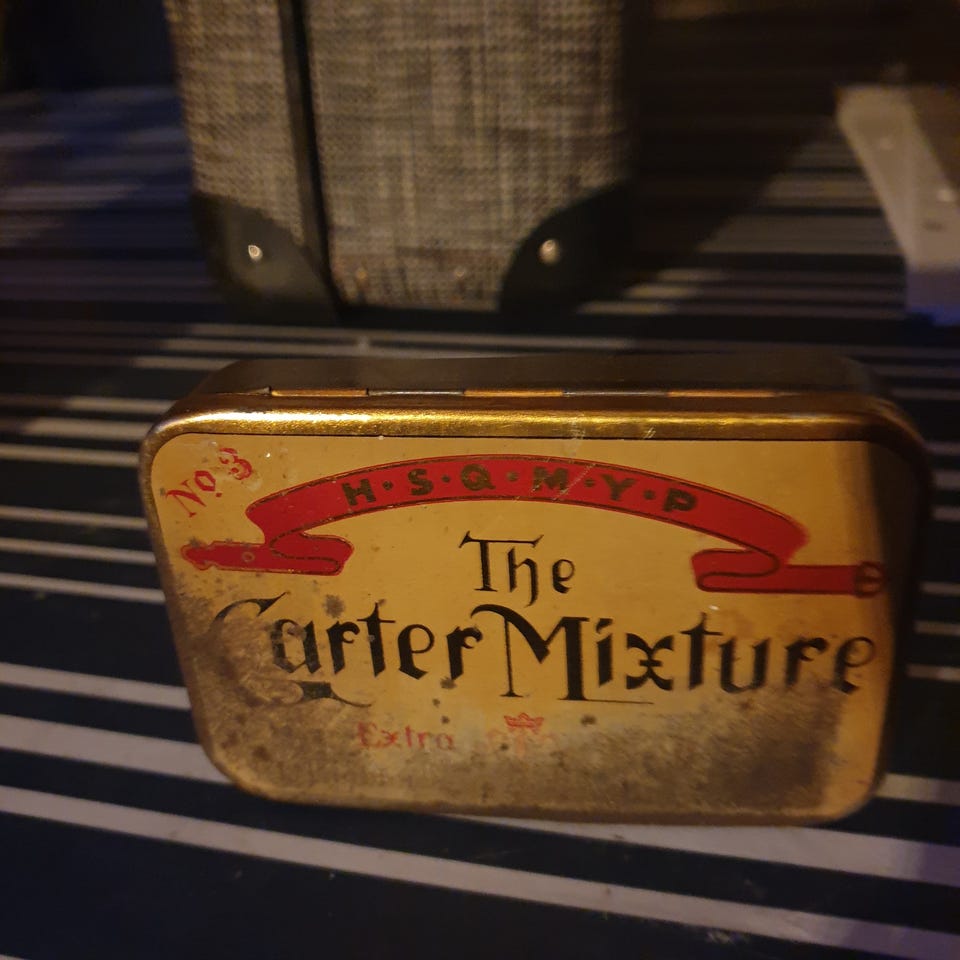 No 3
H·S·Q·M·Y·P
The
Carter Mixture
Extra